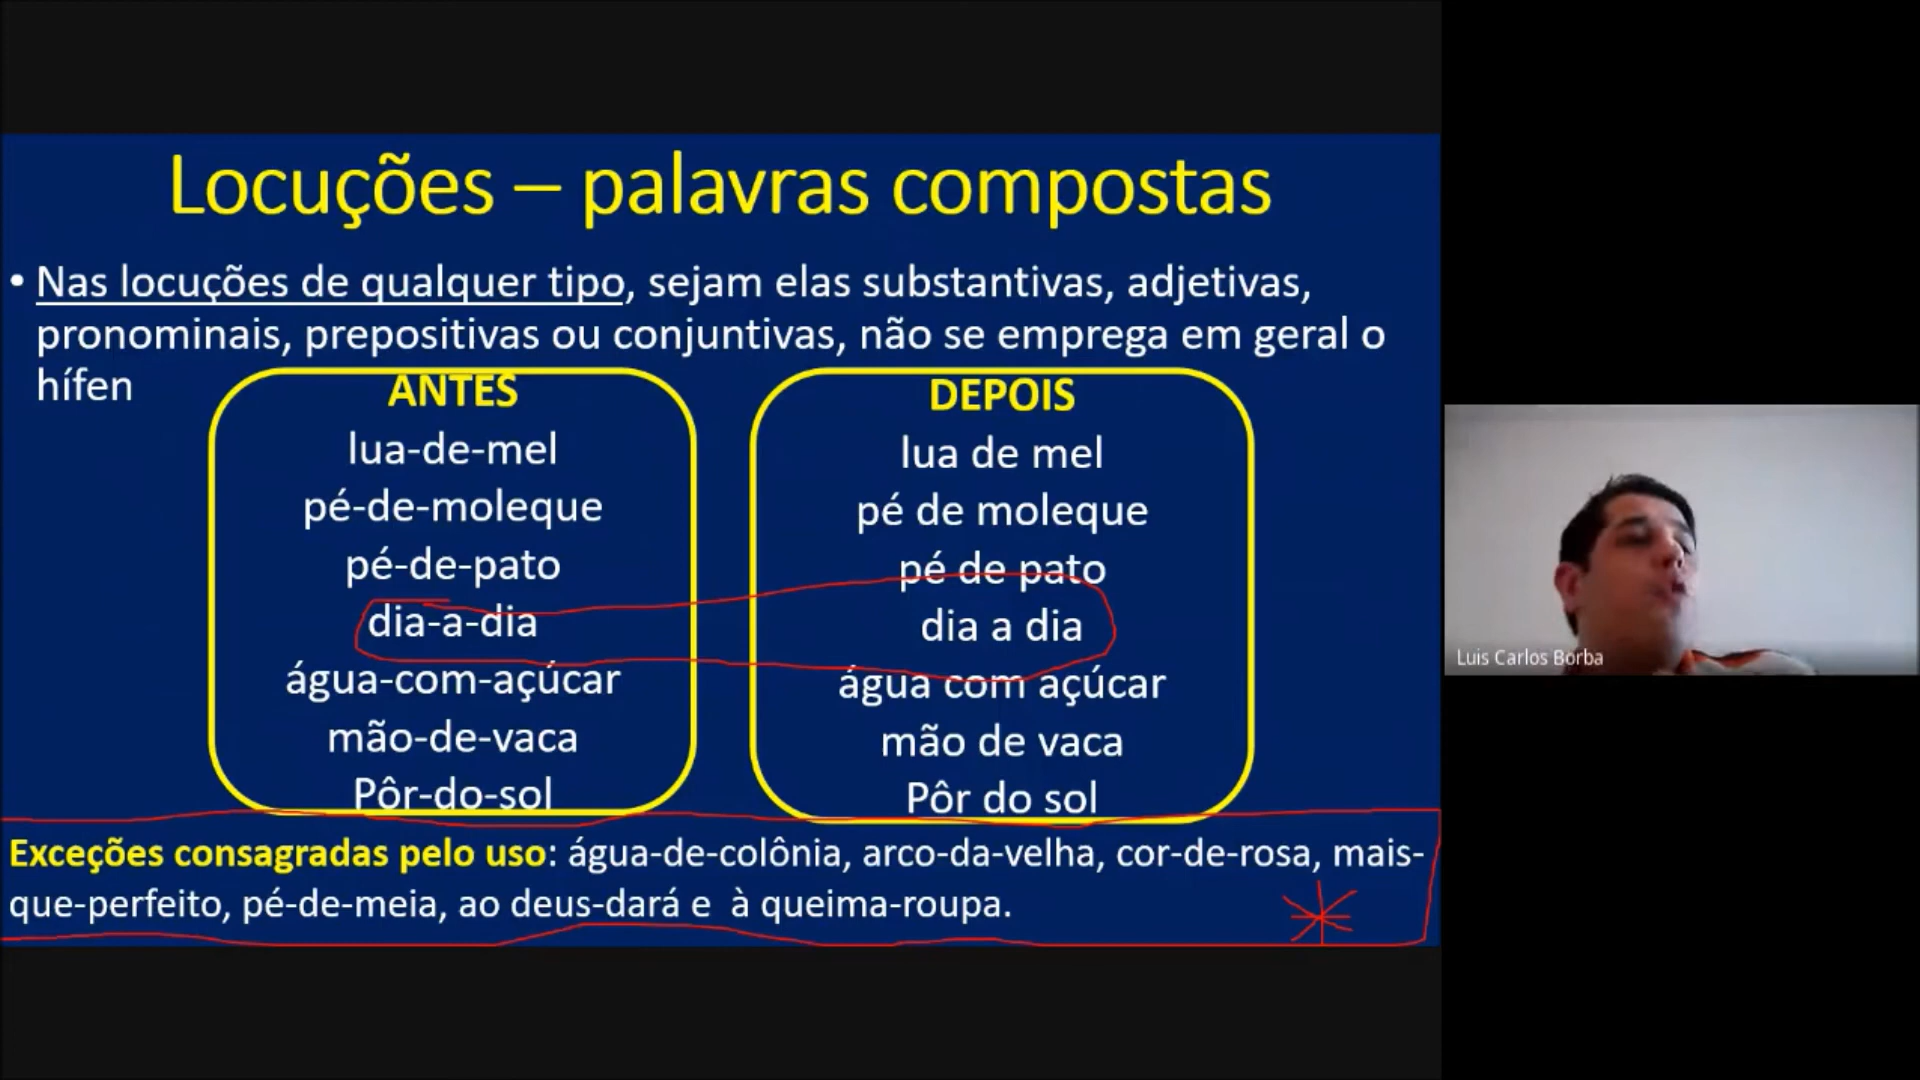 Locuções – palavras compostas
• Nas locuções de qualquer tipo, sejam elas substantivas, adjetivas,
pronominais, prepositivas ou conjuntivas, não se emprega em geral o
hífen
ANTES
lua-de-mel
pé-de-moleque
pé-de-pato
dia-a-dia
água-com-açúcar
mão-de-vaca
Pôr-do-sol
DEPOIS
lua de mel
pé de moleque
pé de pato
dia a dia
água com açúcar
mão de vaca
Pôr do sol
Exceções consagradas pelo uso: água-de-colônia, arco-da-velha, cor-de-rosa, mais-
que-perfeito, pé-de-meia, ao deus-dará e à queima-roupa.
Luis Carlos Borba